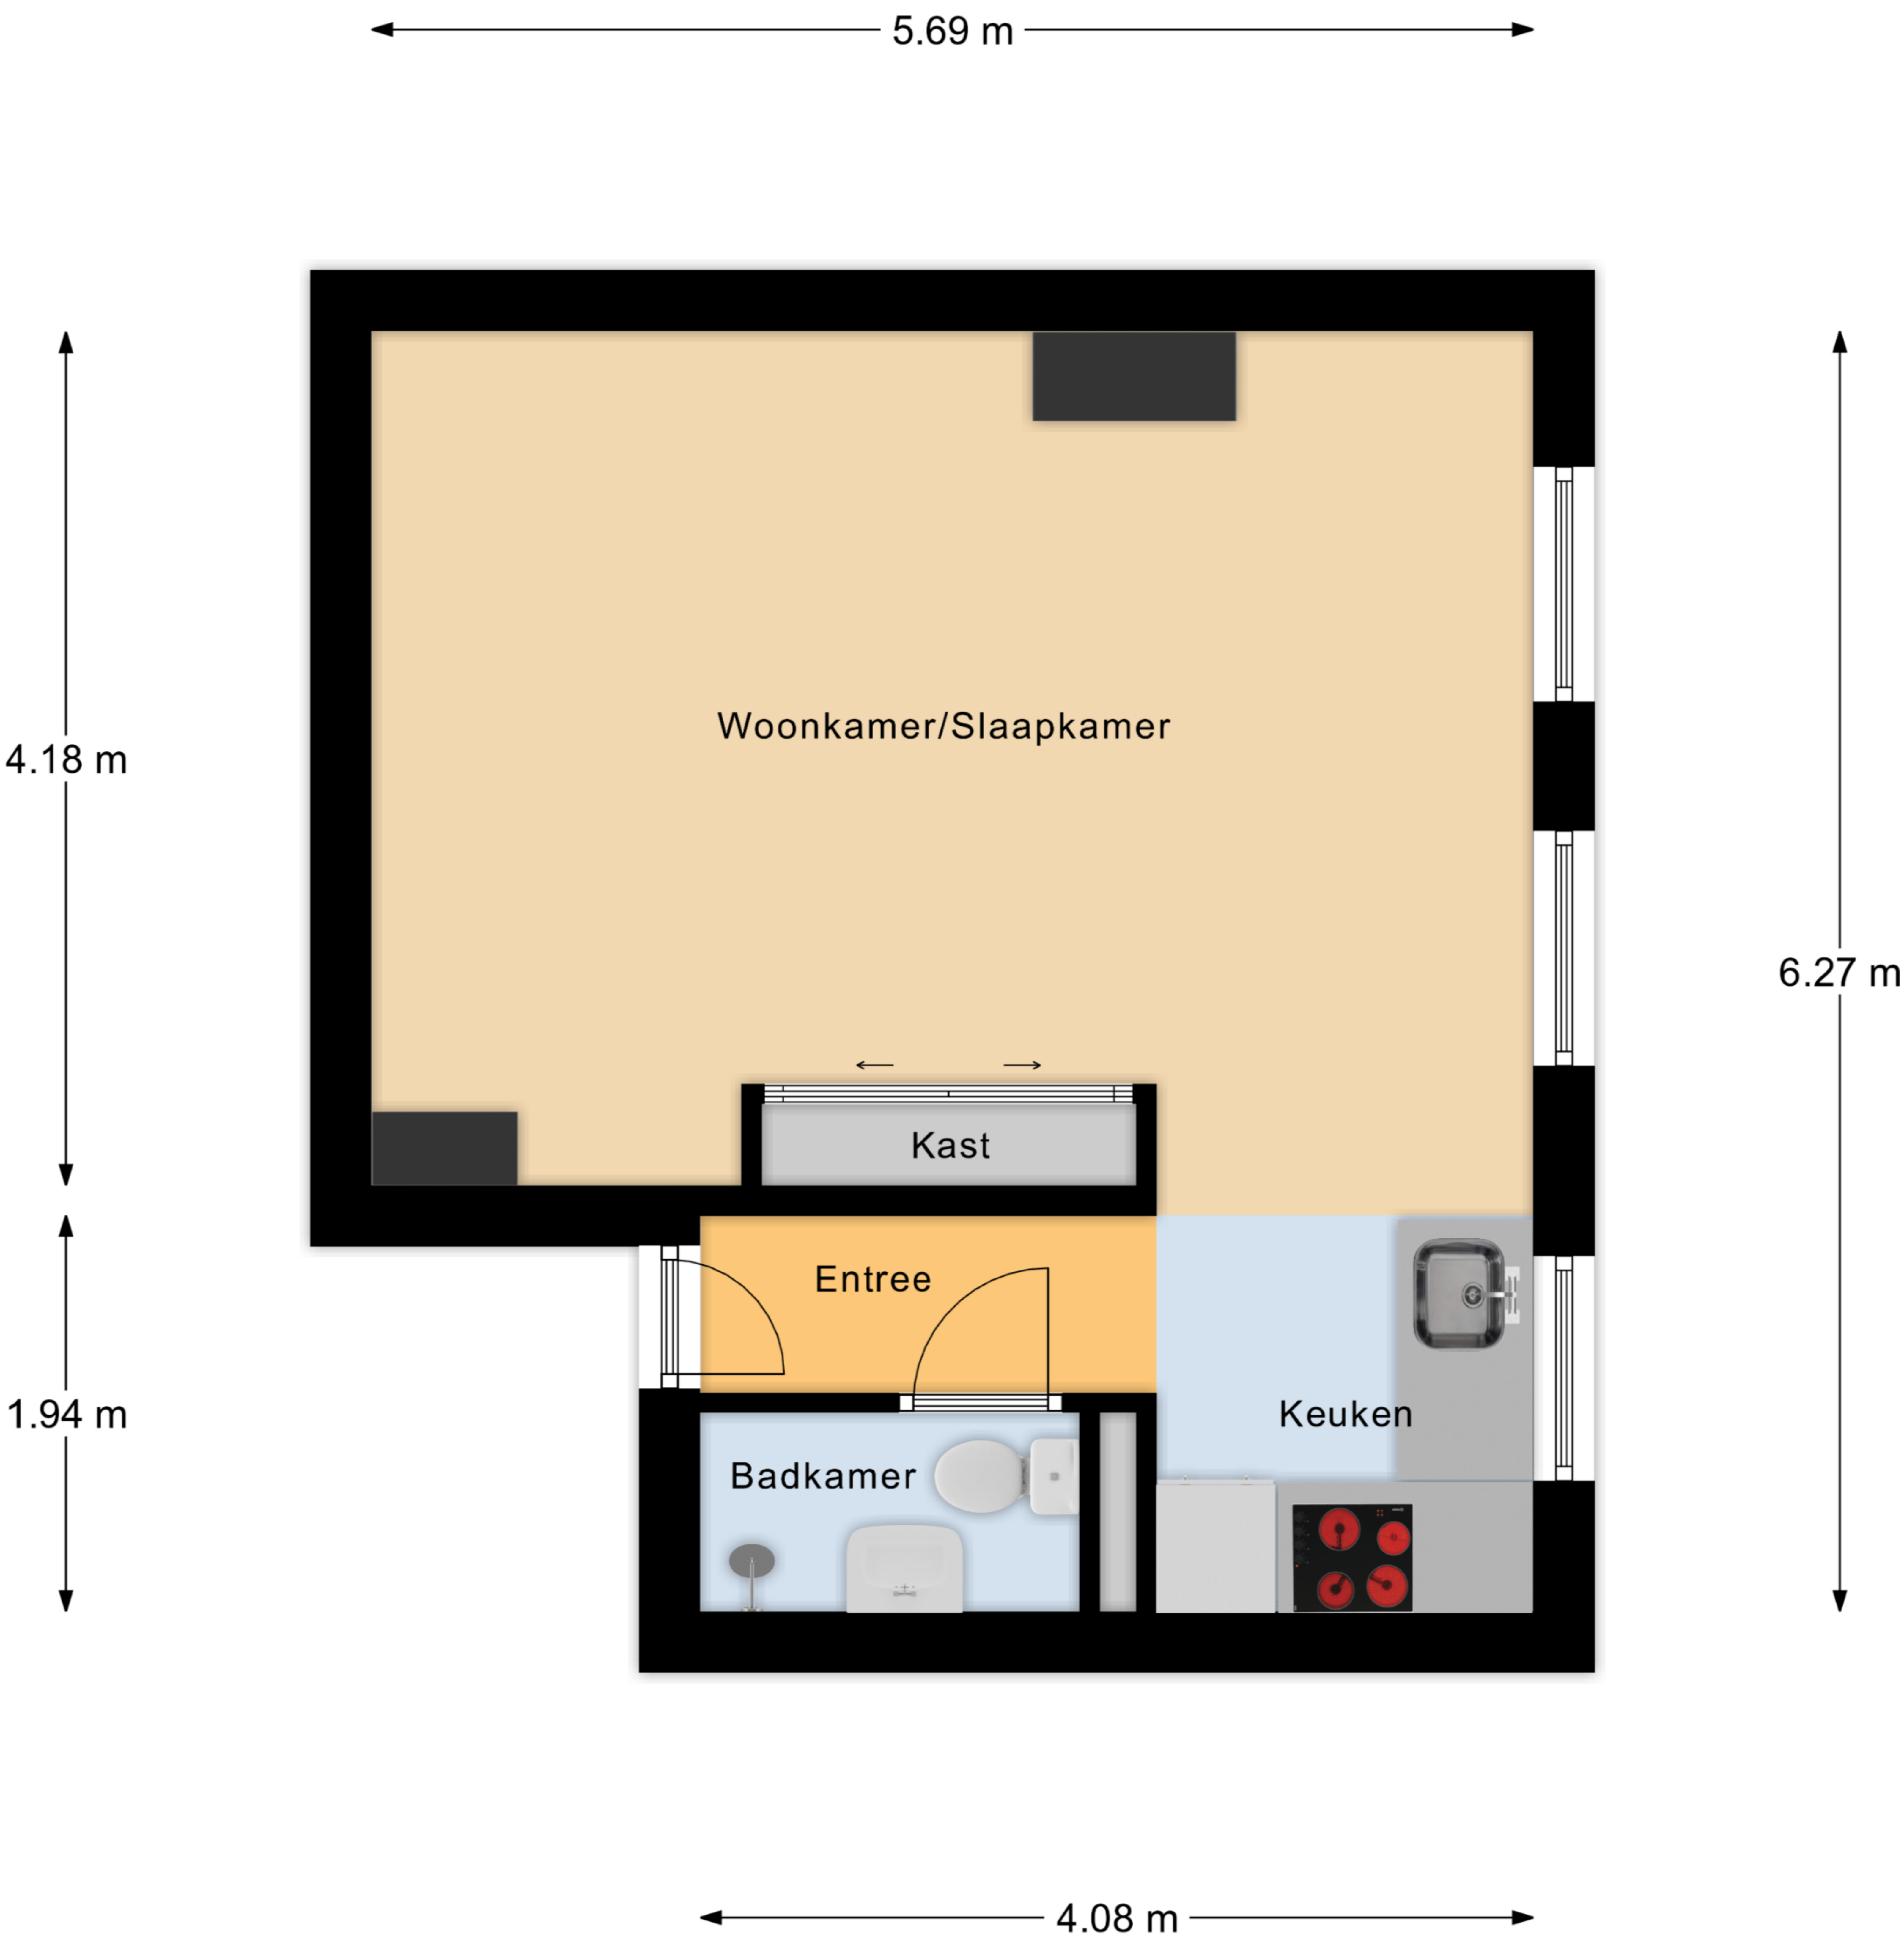 5.69 m
Woonkamer/Slaapkamer
4.18 m
6.27 m
Kast
Entree
1.94 m
Keuken
Badkamer
4.08 m